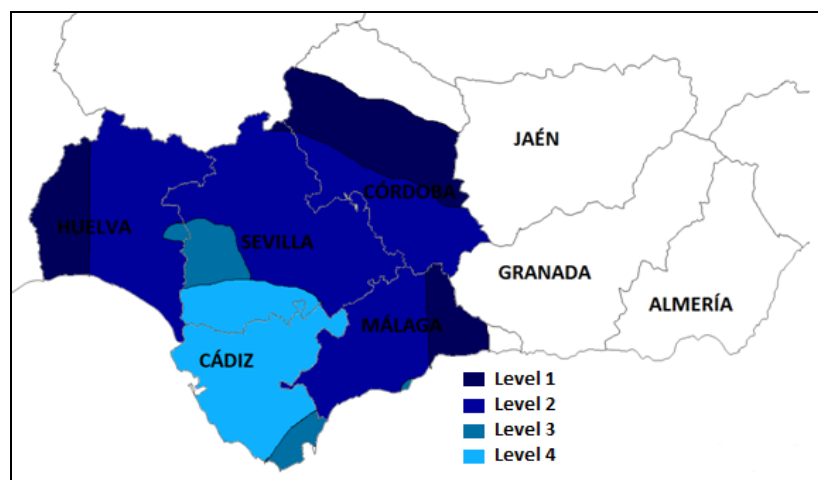 JAÉN
CÓRDOBA
HUELVA
SEVILLA
GRANADA
ALMERÍA
MÁLAGA
CÁDIZ
Level 1
Level 2
Level 3
Level 4